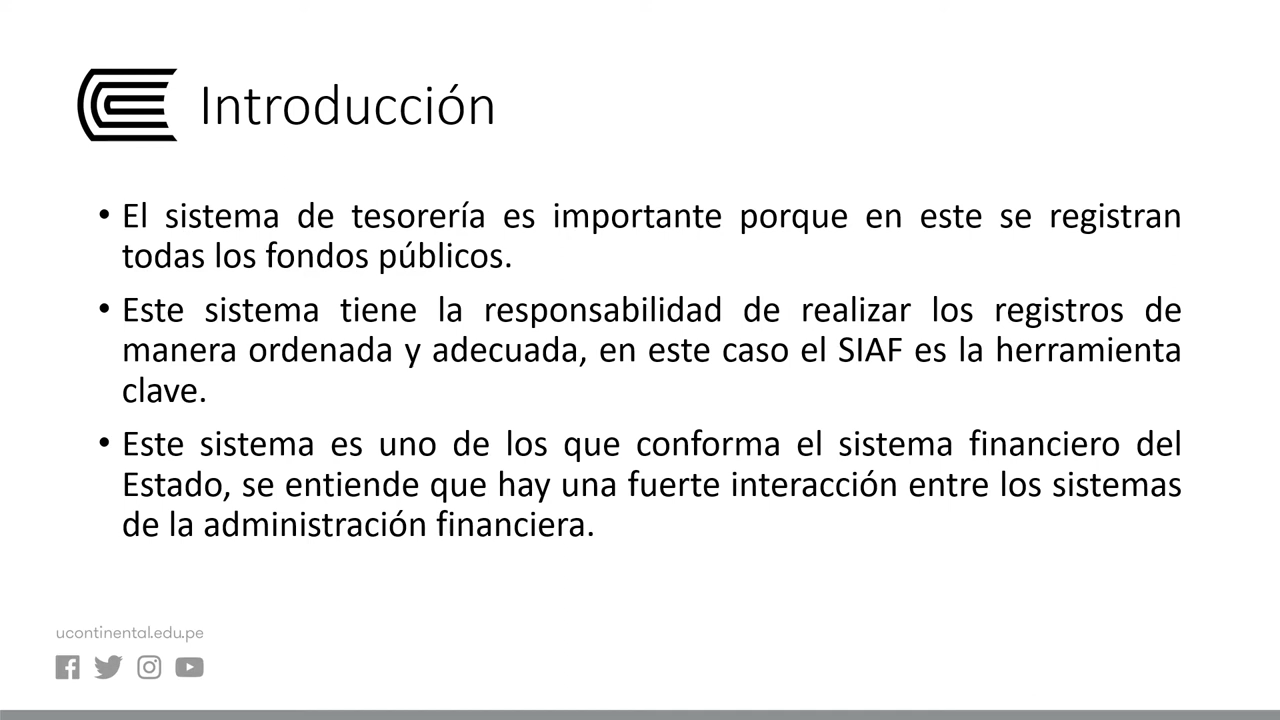 Introducción
• El sistema de tesorería es importante porque en este se registran
todas los fondos públicos.
• Este sistema tiene la responsabilidad de realizar los registros de
manera ordenada y adecuada, en este caso el SIAF es la herramienta
clave.
• Este sistema es uno de los que conforma el sistema financiero del
Estado, se entiende que hay una fuerte interacción entre los sistemas
de la administración financiera.
ucontinental.edu.pe